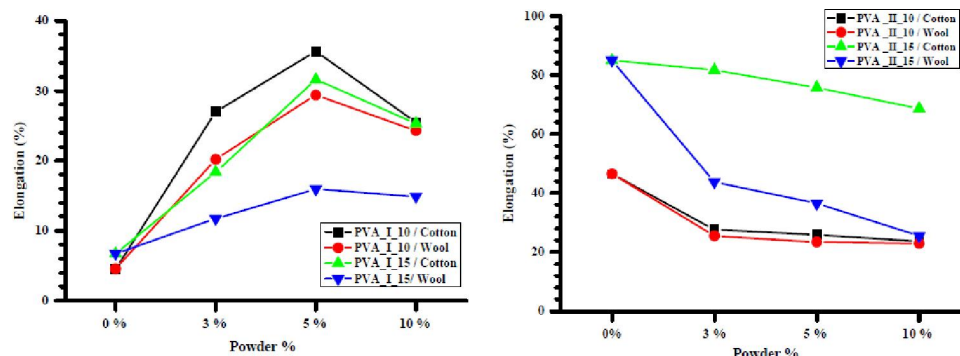 40
30
20
10
0
Elongation (%)
0 %
3 %
5 %
10 %
Powder %
PVA_I_10 / Cotton
PVA_I_10 / Wool
PVA_I_15 / Cotton
PVA_I_15/ Wool
100
80
60
40
20
0
Elongation (%)
0%
3 %
5 %
10 %
Powder %
PVA _II_10 / Cotton
PVA _II_10 / Wool
PVA _II_15 / Cotton
PVA _II_15 / Wool